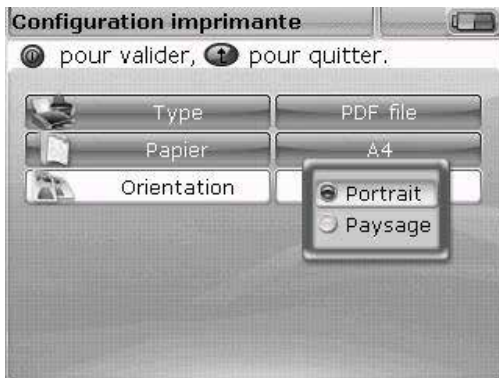 Configuration imprimante
pour valider, pour quitter.
Type PDF file
Papier A4
Orientation
Portrait
Paysage